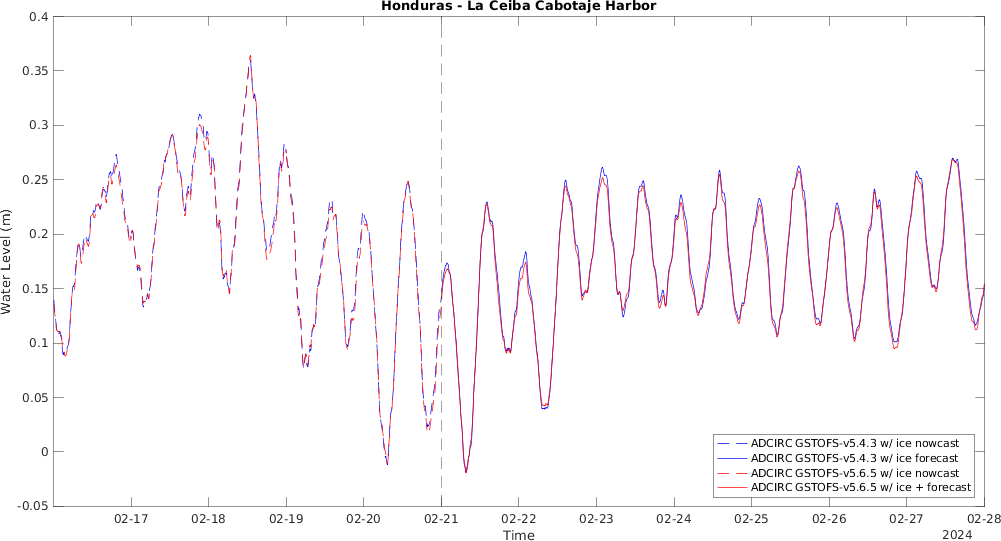 Honduras - La Ceiba Cabotaje Harbor
0.4
0.35
0.3
0.25
0.2
0.15
0.1
0.05
0
-0.05
Water Level (m)
02-17 02-18 02-19 02-20 02-21 02-22 02-23 02-24 02-25 02-26 02-27 02-28
Time
2024
ADCIRC GSTOFS-v5.4.3 w/ ice nowcast
ADCIRC GSTOFS-v5.4.3 w/ ice forecast
ADCIRC GSTOFS-v5.6.5 w/ ice nowcast
ADCIRC GSTOFS-v5.6.5 w/ ice + forecast